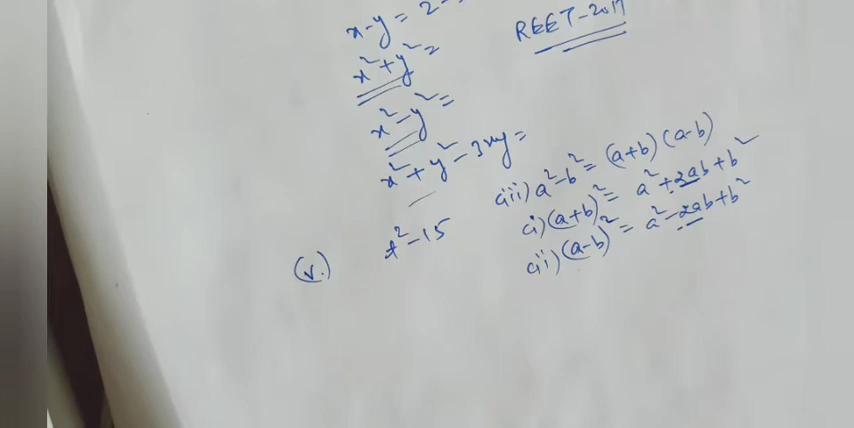 x-y = 2
REET-2017
x²+y² =
x²-y² =
x²+y²-3xy =
(iii) a²-b² = (a+b)(a-b)
(i) (a+b)² = a²+2ab+b²
(ii) (a-b)² = a²-2ab+b²
(v.) t²-15